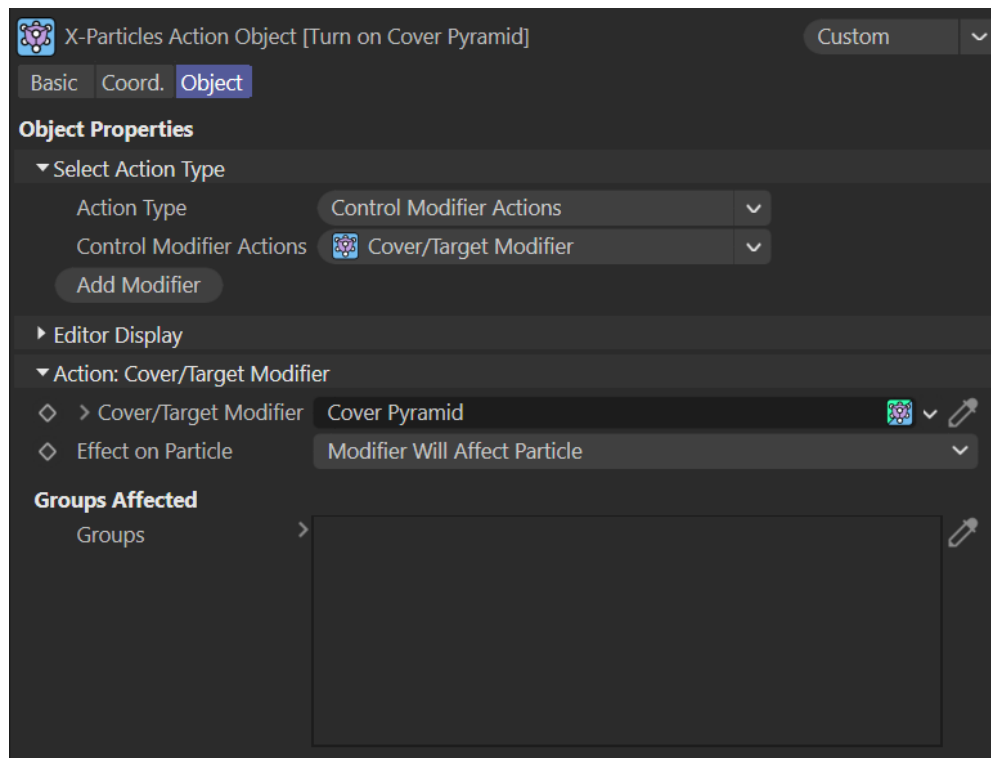 X-Particles Action Object [Turn on Cover Pyramid] Custom
Basic Coord. Object
Object Properties
Select Action Type
Action Type Control Modifier Actions
Control Modifier Actions Cover/Target Modifier
Add Modifier
Editor Display
Action: Cover/Target Modifier
Cover/Target Modifier Cover Pyramid
Effect on Particle Modifier Will Affect Particle
Groups Affected
Groups